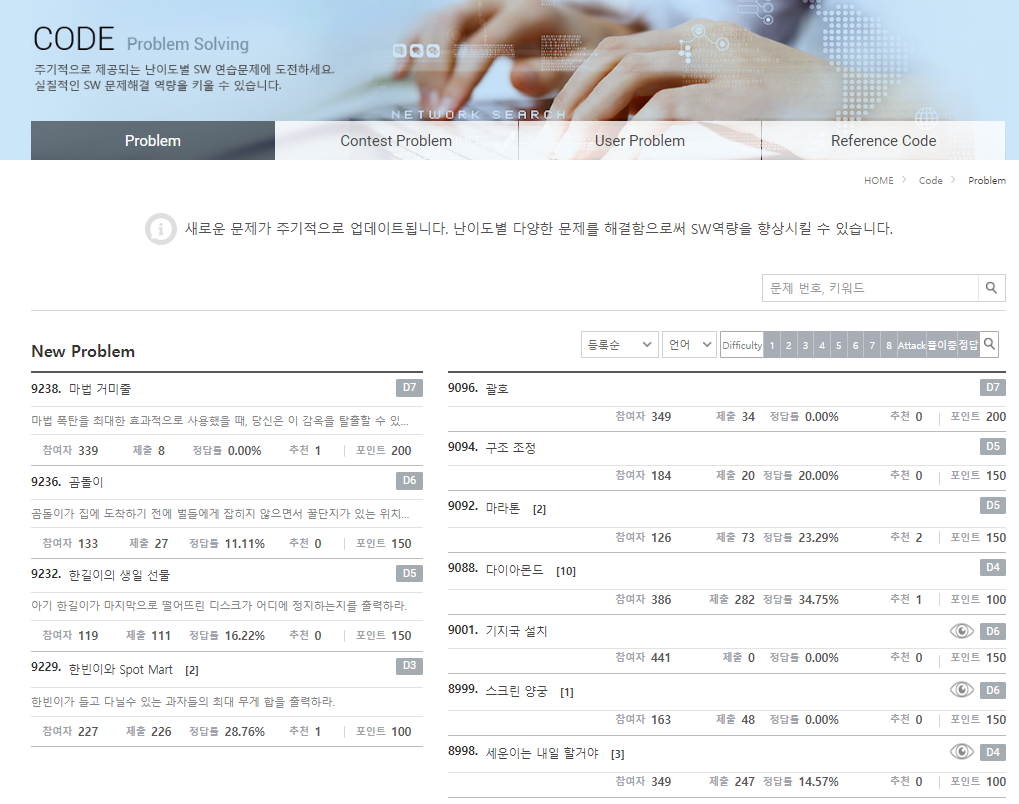 CODE Problem Solving
주기적으로 제공되는 난이도별 SW 연습문제에 도전하세요.
실질적인 SW 문제해결 역량을 키울 수 있습니다.
NETWORK SEARCH
Problem Contest Problem User Problem Reference Code
HOME > Code > Problem
새로운 문제가 주기적으로 업데이트됩니다. 난이도별 다양한 문제를 해결함으로써 SW역량을 향상시킬 수 있습니다.
문제 번호, 키워드
New Problem
9238. 마법 거미줄 D7
마법 폭탄을 최대한 효과적으로 사용했을 때, 당신은 이 감옥을 탈출할 수 있...
참여자 339 제출 8 정답률 0.00% 추천 1 포인트 200
9236. 곰돌이 D6
곰돌이가 집에 도착하기 전에 벌들에게 잡히지 않으면서 꿀단지가 있는 위치...
참여자 133 제출 27 정답률 11.11% 추천 0 포인트 150
9232. 한길이의 생일 선물 D5
아기 한길이가 마지막으로 떨어뜨린 디스크가 어디에 정지하는지를 출력하라.
참여자 119 제출 111 정답률 16.22% 추천 0 포인트 150
9229. 한빈이와 Spot Mart [2] D3
한빈이가 들고 다닐수 있는 과자들의 최대 무게 합을 출력하라.
참여자 227 제출 226 정답률 28.76% 추천 1 포인트 100
등록순 언어 Difficulty 1 2 3 4 5 6 7 8 Attack 풀이중 정답
9096. 괄호 D7
참여자 349 제출 34 정답률 0.00% 추천 0 포인트 200
9094. 구조 조정 D5
참여자 184 제출 20 정답률 20.00% 추천 0 포인트 150
9092. 마라톤 [2] D5
참여자 126 제출 73 정답률 23.29% 추천 2 포인트 150
9088. 다이아몬드 [10] D4
참여자 386 제출 282 정답률 34.75% 추천 1 포인트 100
9001. 기지국 설치 D6
참여자 441 제출 0 정답률 0.00% 추천 0 포인트 150
8999. 스크린 양궁 [1] D6
참여자 163 제출 48 정답률 0.00% 추천 0 포인트 150
8998. 세운이는 내일 할거야 [3] D4
참여자 349 제출 247 정답률 14.57% 추천 0 포인트 100